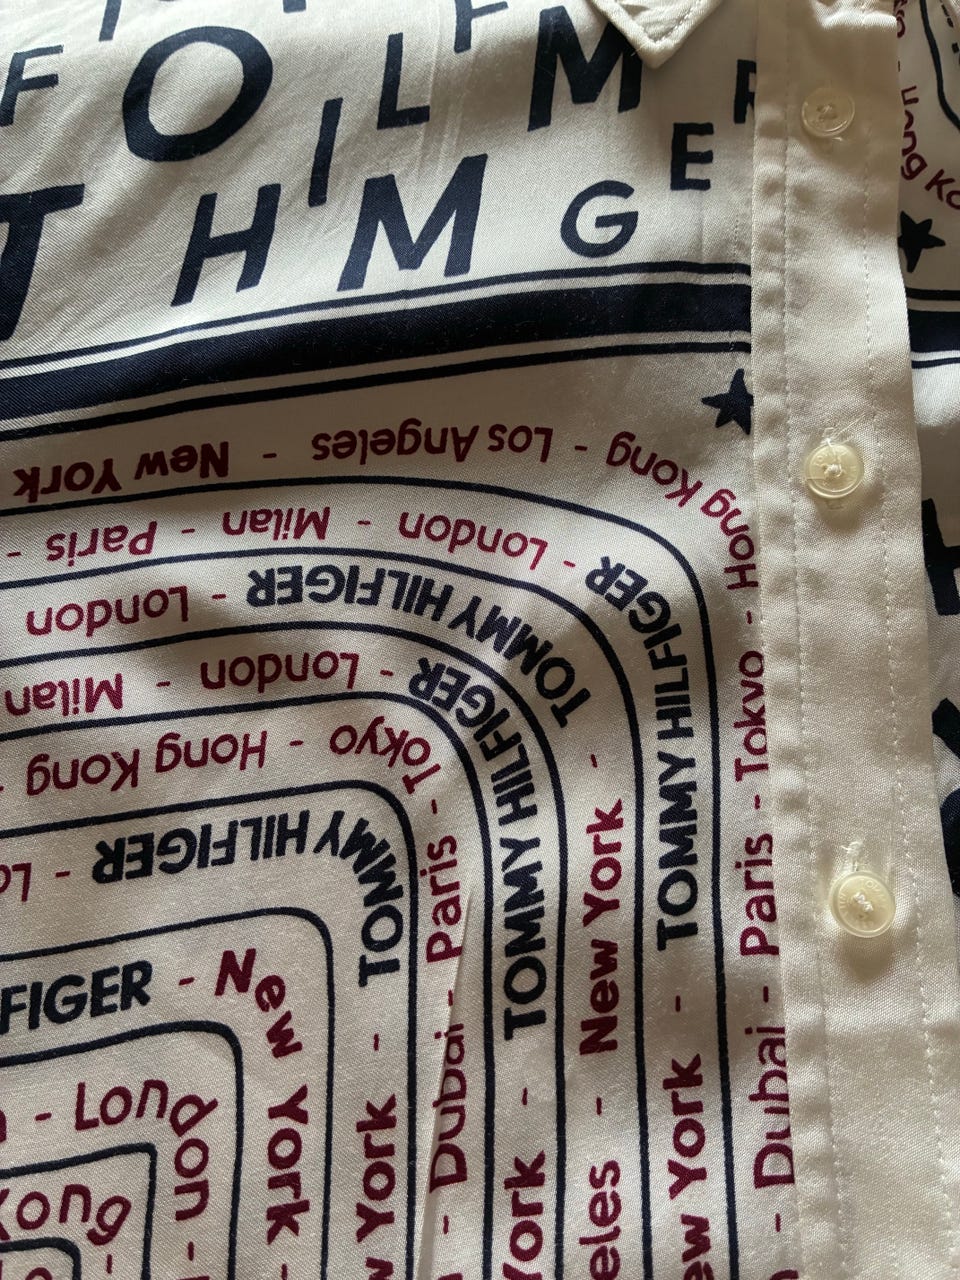 F O L M
T H M G E
New York - Los Angeles - Hong Kong
- Paris - Milan - London - TOMMY HILFIGER
London - TOMMY HILFIGER
Milan - London - TOMMY HILFIGER
Hong Kong - Tokyo - Paris - Dubai -
- TOMMY HILFIGER - New York
FIGER - New York -
- London -
Kong
TOMMY HILFIGER - New York
- New York -
TOMMY HILFIGER -
Dubai - Paris - Tokyo - Hong
Hong Ko